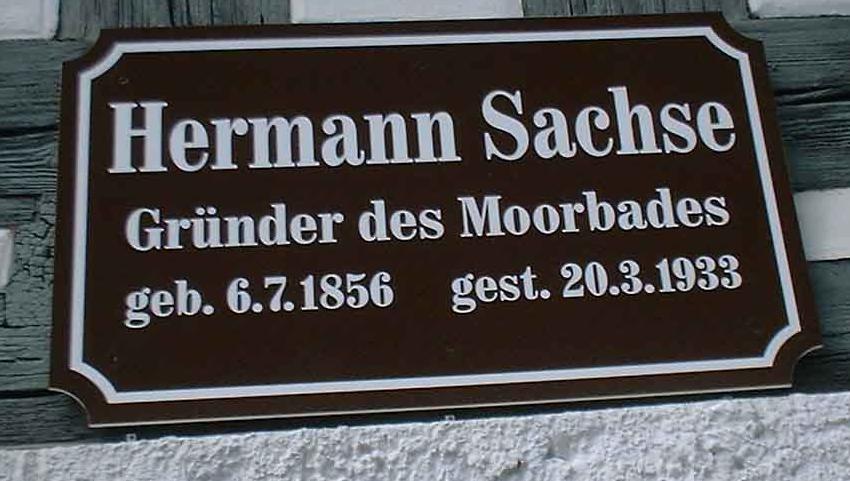 Hermann Sachse
Gründer des Moorbades
geb. 6.7.1856 gest. 20.3.1933